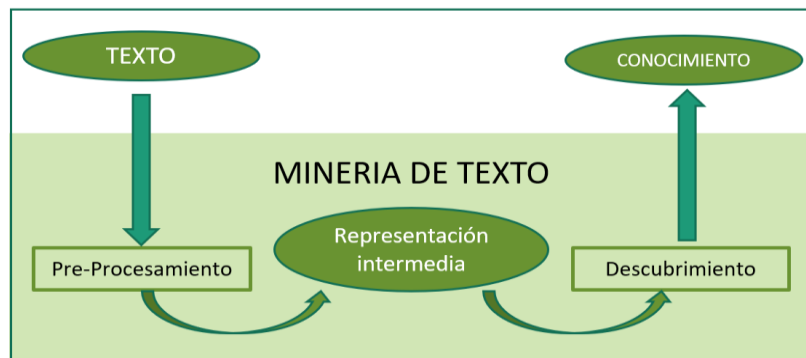 TEXTO
CONOCIMIENTO
MINERIA DE TEXTO
Representación
intermedia
Pre-Procesamiento
Descubrimiento